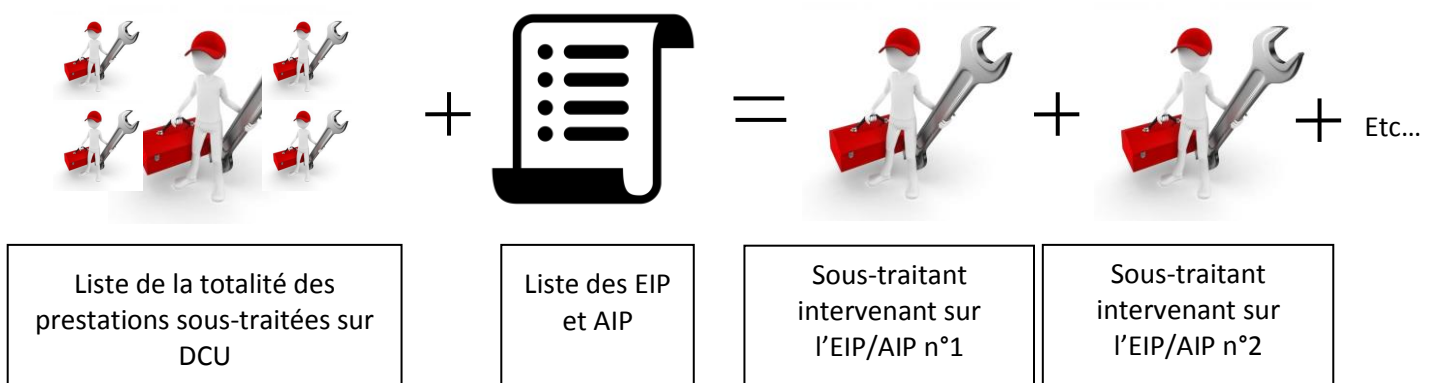 +
=
+
+ Etc…
Liste de la totalité des
prestations sous-traitées sur
DCU
Liste des EIP
et AIP
Sous-traitant
intervenant sur
l’EIP/AIP n°1
Sous-traitant
intervenant sur
l’EIP/AIP n°2